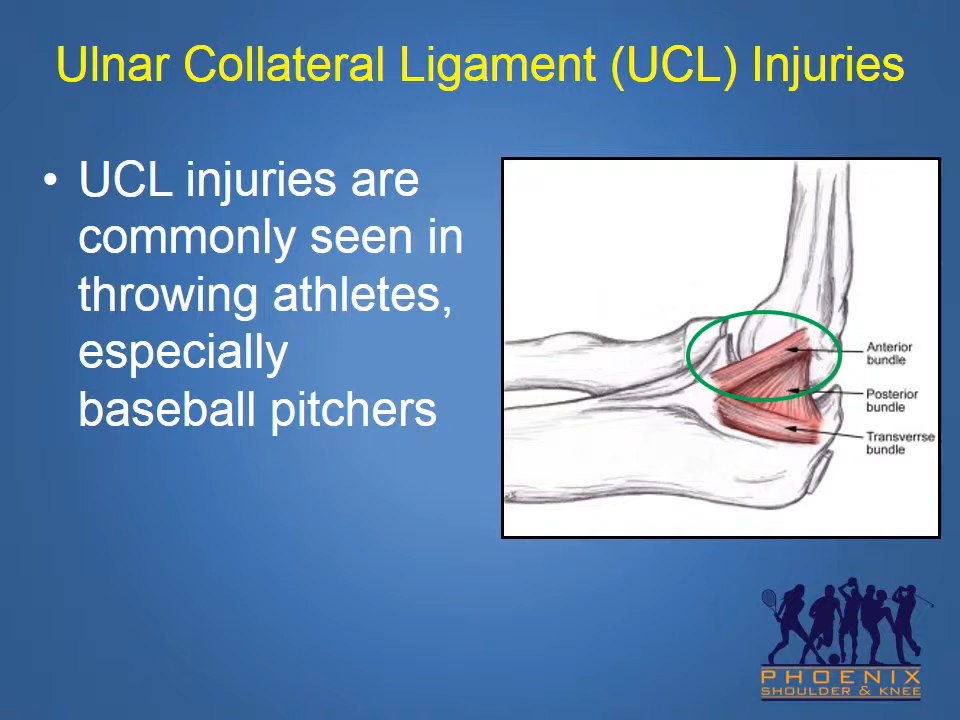 Ulnar Collateral Ligament (UCL) Injuries
• UCL injuries are
commonly seen in
throwing athletes,
especially
baseball pitchers
Anterior
bundle
Posterior
bundle
Transverrse
bundle
PHOENIX
SHOULDER & KNEE